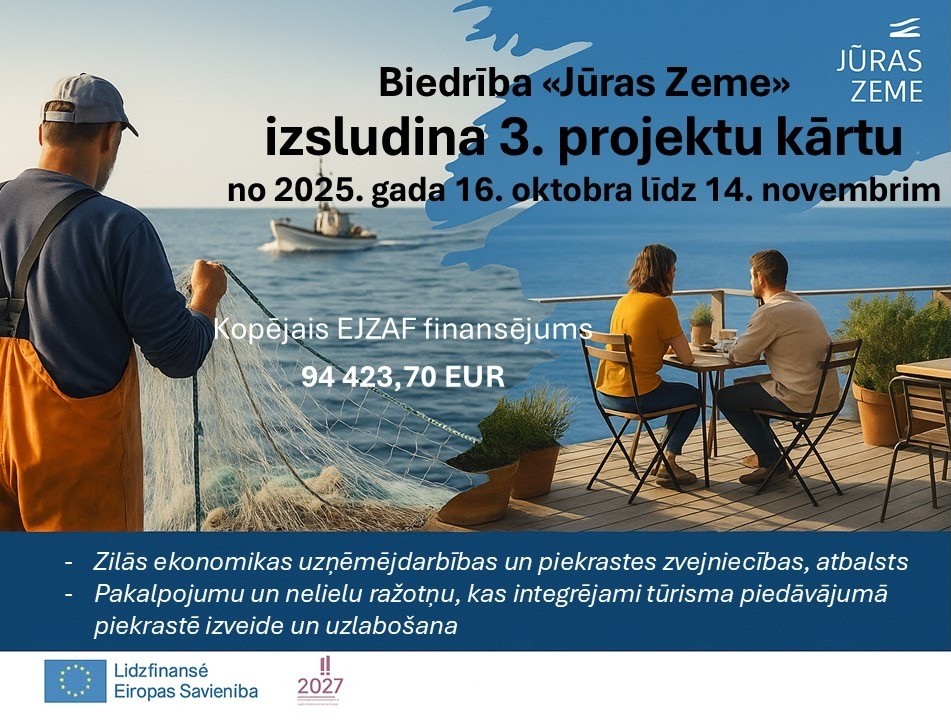 JŪRAS
ZEME
Biedrība «Jūras Zeme»
izsludina 3. projektu kārtu
no 2025. gada 16. oktobra līdz 14. novembrim
Kopējais EJZAF finansējums
94 423,70 EUR
- Zilās ekonomikas uzņēmējdarbības un piekrastes zvejniecības, atbalsts
- Pakalpojumu un nelielu ražotņu, kas integrējami tūrisma piedāvājumā
piekrastē izveide un uzlabošana
Līdzfinansē
Eiropas Savienība
2027